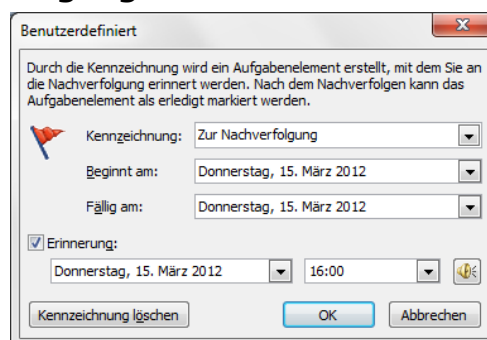 Benutzerdefiniert
Durch die Kennzeichnung wird ein Aufgabenelement erstellt, mit dem Sie an
die Nachverfolgung erinnert werden. Nach dem Nachverfolgen kann das
Aufgabenelement als erledigt markiert werden.
Kennzeichnung: Zur Nachverfolgung
Beginnt am: Donnerstag, 15. März 2012
Fällig am: Donnerstag, 15. März 2012
Erinnerung:
Donnerstag, 15. März 2012 16:00
Kennzeichnung löschen OK Abbrechen